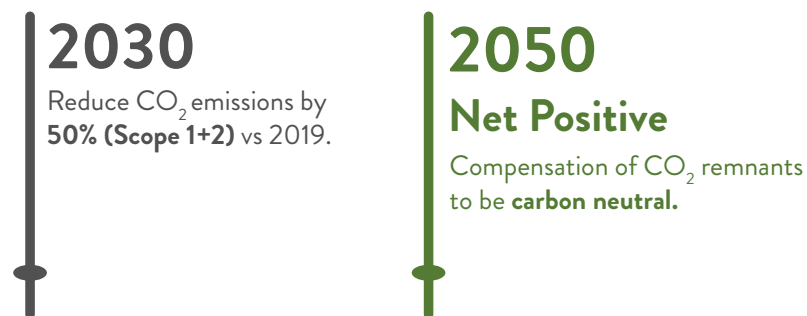 2030
Reduce CO₂ emissions by
50% (Scope 1+2) vs 2019.
2050
Net Positive
Compensation of CO₂ remnants
to be carbon neutral.